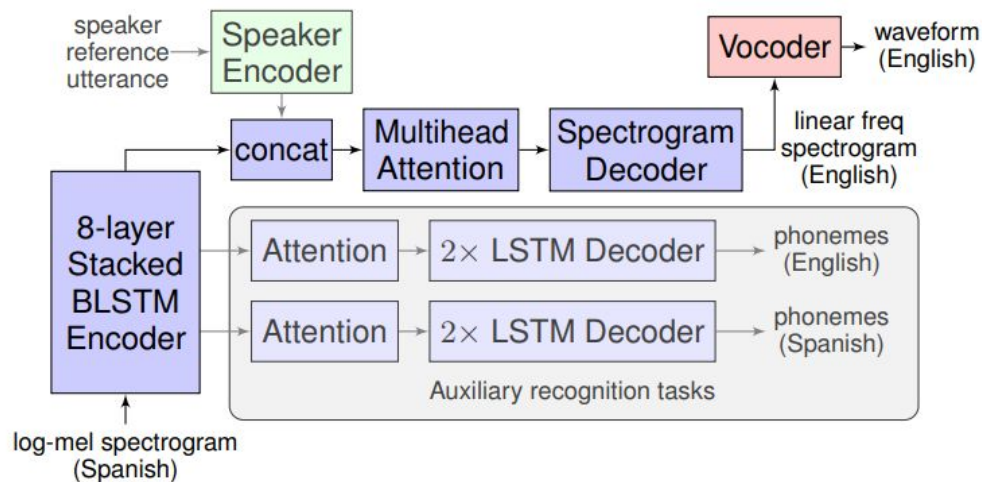 speaker
reference
utterance
Speaker
Encoder
Vocoder
waveform
(English)
concat
Multihead
Attention
Spectrogram
Decoder
linear freq
spectrogram
(English)
8-layer
Stacked
BLSTM
Encoder
Attention
2× LSTM Decoder
phonemes
(English)
Attention
2× LSTM Decoder
phonemes
(Spanish)
Auxiliary recognition tasks
log-mel spectrogram
(Spanish)